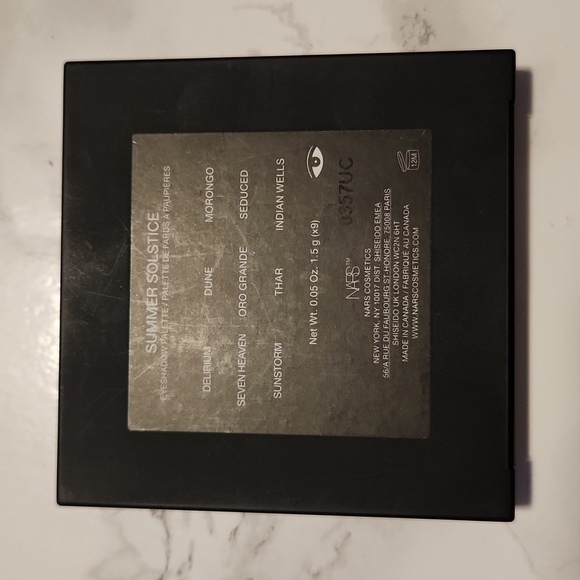 SUMMER SOLSTICE
EYESHADOW PALETTE / PALETTE DE FARDS À PAUPIÈRES
DELIRIUM DUNE MORONGO
SEVEN HEAVEN ORO GRANDE SEDUCED
SUNSTORM THAR INDIAN WELLS
Net Wt. 0.05 Oz. 1.5 g (x9)
0357UC
12M
NARS™
NARS COSMETICS
NEW YORK, NY 10017 DIST. SHISEIDO EMEA
56/A RUE DU FAUBOURG ST-HONORÉ, 75008 PARIS
SHISEIDO UK LONDON WC2N 6HT
MADE IN CANADA / FABRIQUÉ AU CANADA
WWW.NARSCOSMETICS.COM